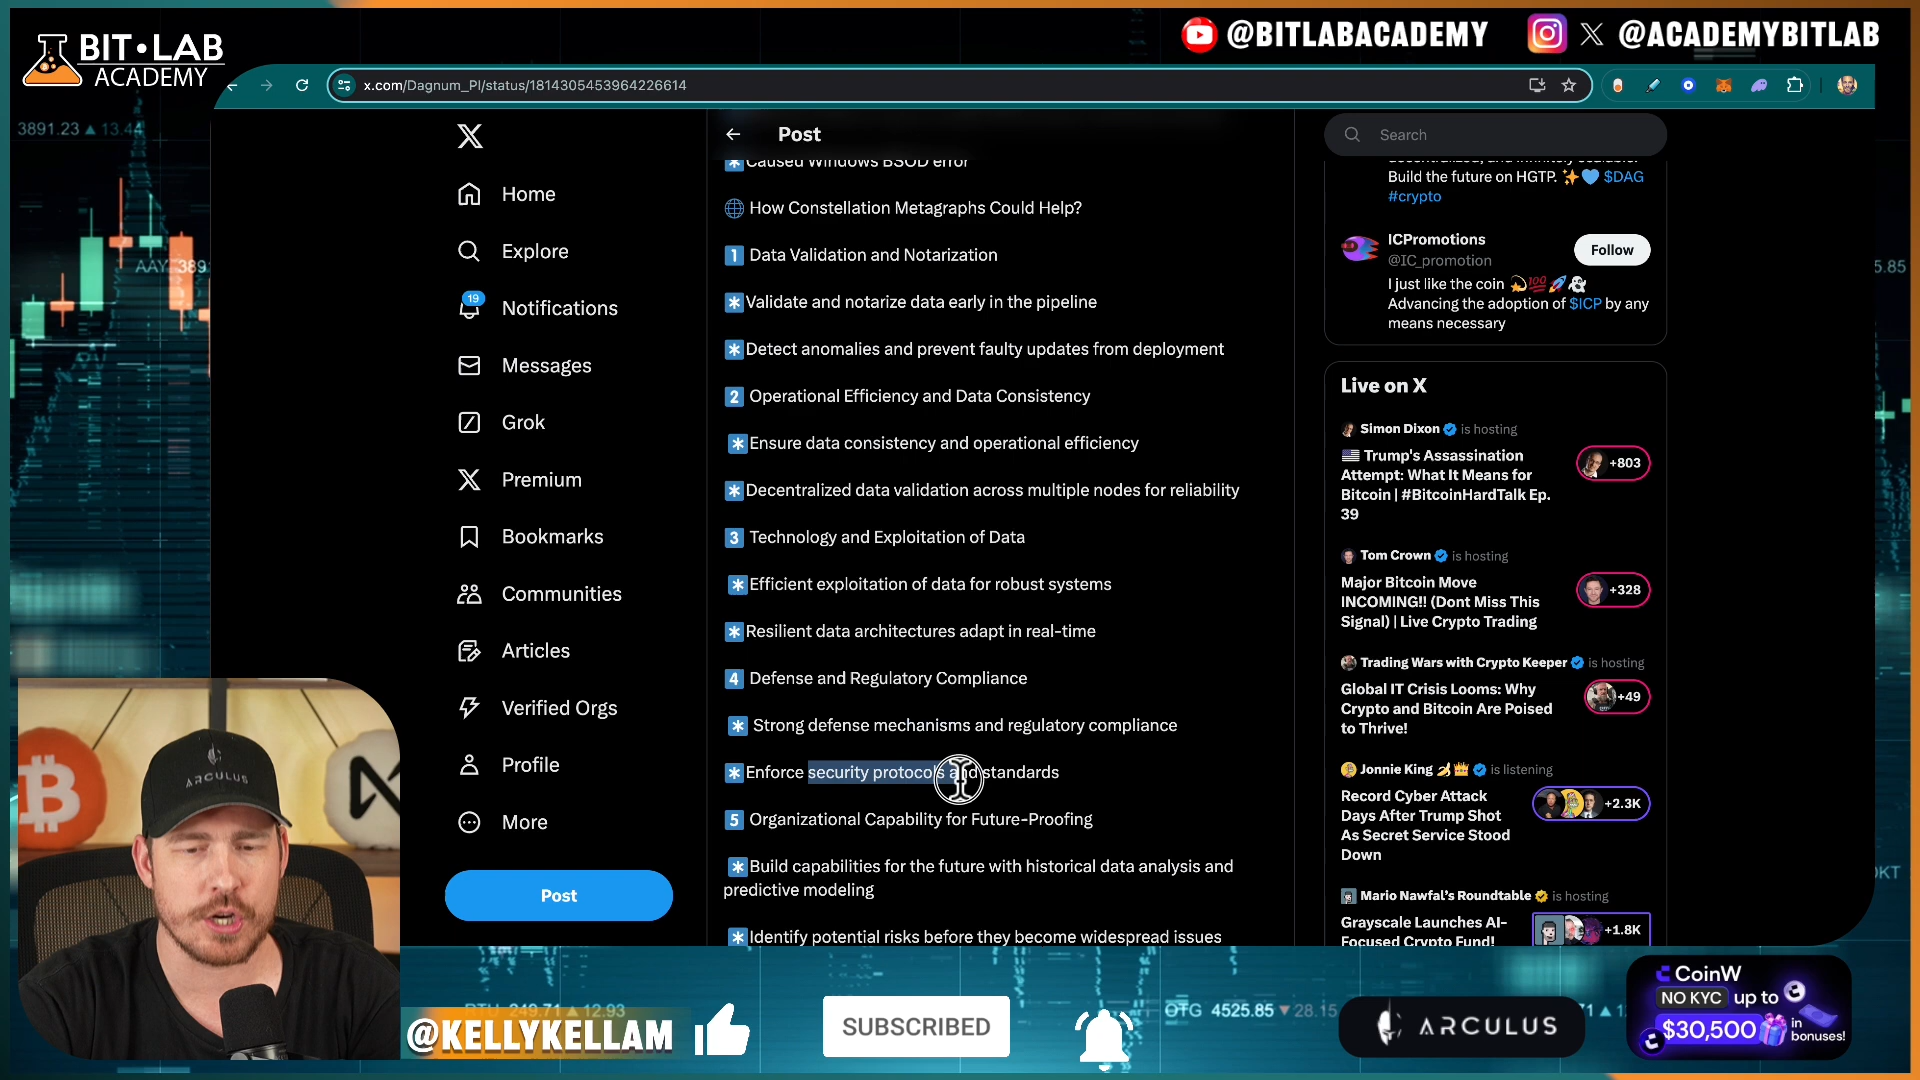 BIT•LAB
ACADEMY
@BITLABACADEMY
@ACADEMYBITLAB
x.com/Dagnum_PI/status/1814305453964226614
3891.23 ▲ 13.44
Post
Search
Home
Explore
19
Notifications
Messages
Grok
Premium
Bookmarks
Communities
Articles
Verified Orgs
Profile
More
Post
*Caused Windows BSOD error
How Constellation Metagraphs Could Help?
1 Data Validation and Notarization
*Validate and notarize data early in the pipeline
*Detect anomalies and prevent faulty updates from deployment
2 Operational Efficiency and Data Consistency
*Ensure data consistency and operational efficiency
*Decentralized data validation across multiple nodes for reliability
3 Technology and Exploitation of Data
*Efficient exploitation of data for robust systems
*Resilient data architectures adapt in real-time
4 Defense and Regulatory Compliance
* Strong defense mechanisms and regulatory compliance
*Enforce security protocols and standards
5 Organizational Capability for Future-Proofing
*Build capabilities for the future with historical data analysis and
predictive modeling
*Identify potential risks before they become widespread issues
Build the future on HGTP. ✨💙 $DAG
#crypto
ICPromotions
@IC_promotion
Follow
I just like the coin 💫💯🚀👻
Advancing the adoption of $ICP by any
means necessary
Live on X
Simon Dixon is hosting
🇺🇸 Trump's Assassination
Attempt: What It Means for
Bitcoin | #BitcoinHardTalk Ep.
39
+803
Tom Crown is hosting
Major Bitcoin Move
INCOMING!! (Dont Miss This
Signal) | Live Crypto Trading
+328
Trading Wars with Crypto Keeper is hosting
Global IT Crisis Looms: Why
Crypto and Bitcoin Are Poised
to Thrive!
+49
Jonnie King is listening
Record Cyber Attack
Days After Trump Shot
As Secret Service Stood
Down
+2.3K
Mario Nawfal's Roundtable is hosting
Grayscale Launches AI-
Focused Crypto Fund!
+1.8K
ARCULUS
249.71 ▲ 12.93
OTG 4525.85 ▼ 28.15
@KELLYKELLAM
SUBSCRIBED
ARCULUS
CoinW
NO KYC up to
$30,500 in
bonuses!